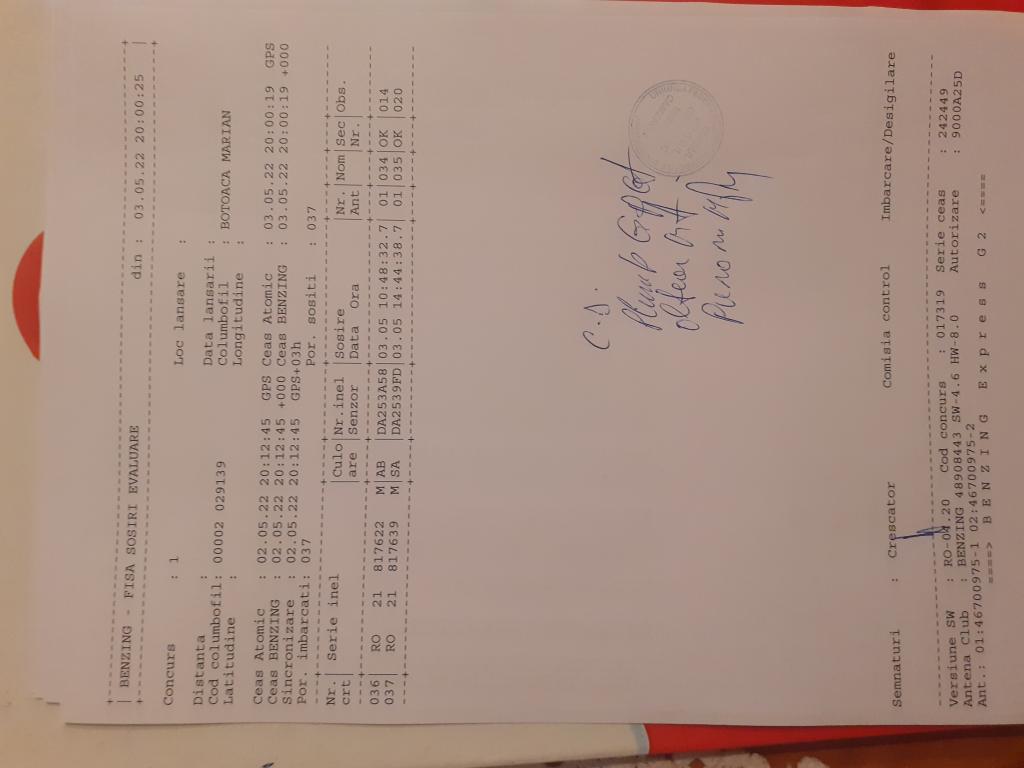 BENZING - FISA SOSIRI EVALUARE din : 03.05.22 20:00:25
Concurs : 1 Loc lansare :
Distanta : Data lansarii :
Cod columbofil: 00002 029139 Columbofil : BOTOACA MARIAN
Latitudine : Longitudine :
Ceas Atomic : 02.05.22 20:12:45 GPS Ceas Atomic : 03.05.22 20:00:19 GPS
Ceas BENZING : 02.05.22 20:12:45 +000 Ceas BENZING : 03.05.22 20:00:19 +000
Sincronizare : 02.05.22 20:12:45 GPS+03h
Por. imbarcati: 037 Por. sositi : 037
Nr.| Serie inel |Culo|Nr.inel |Sosire |Nr.|Nom|Sec|Obs.
crt| |are |Senzor |Data Ora |Ant| |Nr.|
036| RO 21 817622 M|AB |DA253A58|03.05 10:48:32.7| 01|034|OK |014
037| RO 21 817639 M|SA |DA2539FD|03.05 14:44:38.7| 01|035|OK |020
C.D.
Semnaturi : Crescator Comisia control Imbarcare/Desigilare
Versiune SW : RO-04.20 Cod concurs : 017319 Serie ceas : 242449
Antena Club : BENZING 48908443 SW-4.6 HW-8.0 Autorizare : 9000A25D
Ant.: 01:46700975-1 02:46700975-2
====> B E N Z I N G E x p r e s s G 2 <====